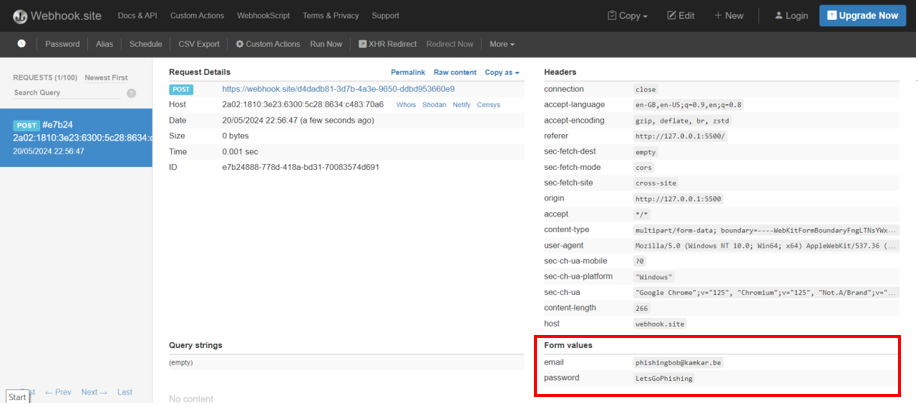 Webhook.site Docs & API Custom Actions WebhookScript Terms & Privacy Support Copy Edit + New Login Upgrade Now
Password Alias Schedule CSV Export Custom Actions Run Now XHR Redirect Redirect Now More
REQUESTS (1/100) Newest First
Search Query ?
POST #e7b24
2a02:1810:3e23:6300:5c28:8634:c
20/05/2024 22:56:47
← Prev Next → Last
Start
Request Details Permalink Raw content Copy as
POST https://webhook.site/d4dadb81-3d7b-4a3e-9650-ddbd953660e9
Host 2a02:1810:3e23:6300:5c28:8634:c483:70a6 Whois Shodan Netify Censys
Date 20/05/2024 22:56:47 (a few seconds ago)
Size 0 bytes
Time 0.001 sec
ID e7b24888-778d-418a-bd31-70083574d691
Query strings
(empty)
No content
Headers
connection close
accept-language en-GB,en-US;q=0.9,en;q=0.8
accept-encoding gzip, deflate, br, zstd
referer http://127.0.0.1:5500/
sec-fetch-dest empty
sec-fetch-mode cors
sec-fetch-site cross-site
origin http://127.0.0.1:5500
accept */*
content-type multipart/form-data; boundary=----WebKitFormBoundaryFngLTNsYWx...
user-agent Mozilla/5.0 (Windows NT 10.0; Win64; x64) AppleWebKit/537.36 (...
sec-ch-ua-mobile ?0
sec-ch-ua-platform "Windows"
sec-ch-ua "Google Chrome";v="125", "Chromium";v="125", "Not.A/Brand";v="...
content-length 266
host webhook.site
Form values
email phishingbob@kamkar.be
password LetsGoPhishing